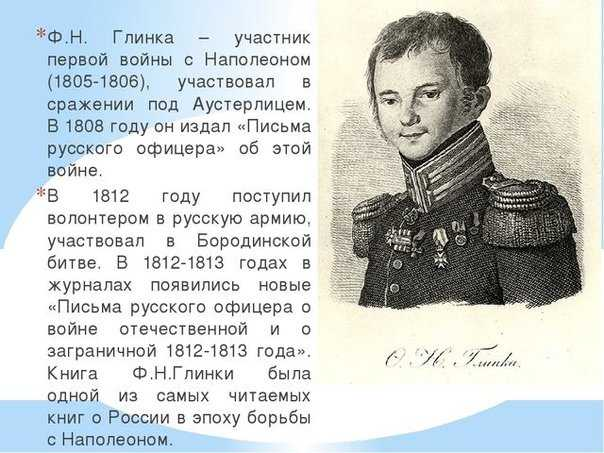 * Ф.Н. Глинка – участник
первой войны с Наполеоном
(1805-1806), участвовал в
сражении под Аустерлицем.
В 1808 году он издал «Письма
русского офицера» об этой
войне.
* В 1812 году поступил
волонтером в русскую армию,
участвовал в Бородинской
битве. В 1812-1813 годах в
журналах появились новые
«Письма русского офицера о
войне отечественной и о
заграничной 1812-1813 года».
Книга Ф.Н.Глинки была
одной из самых читаемых
книг о России в эпоху борьбы
с Наполеоном.
Ѳ. Н. Глинка.